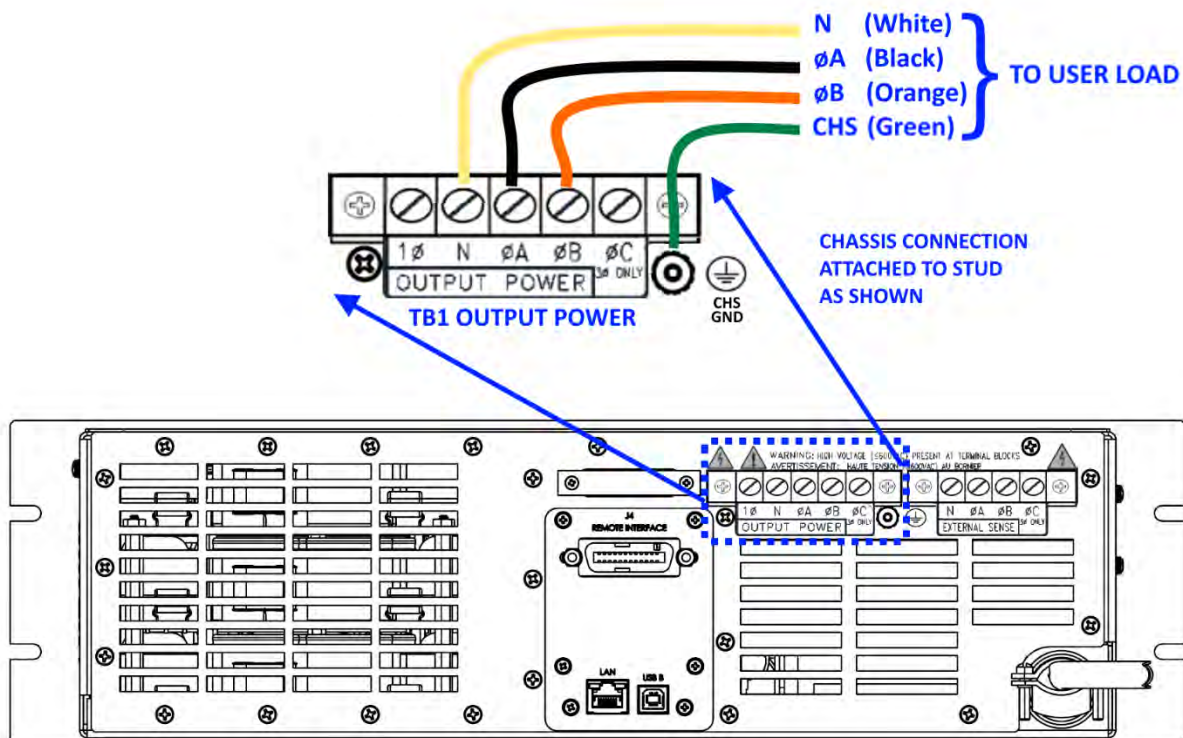 N (White)
øA (Black)
øB (Orange)
CHS (Green)
TO USER LOAD
1ø N øA øB øC
OUTPUT POWER 3ø ONLY
CHS
GND
TB1 OUTPUT POWER
CHASSIS CONNECTION
ATTACHED TO STUD
AS SHOWN
WARNING: HIGH VOLTAGE PRESENT AT TERMINAL BLOCKS
AVERTISSEMENT: HAUTE TENSION 600VAC) AU BORNIER
1ø N øA øB øC
OUTPUT POWER 3ø ONLY
N øA øB øC
EXTERNAL SENSE 3ø ONLY
J4
REMOTE INTERFACE
LAN
USB B